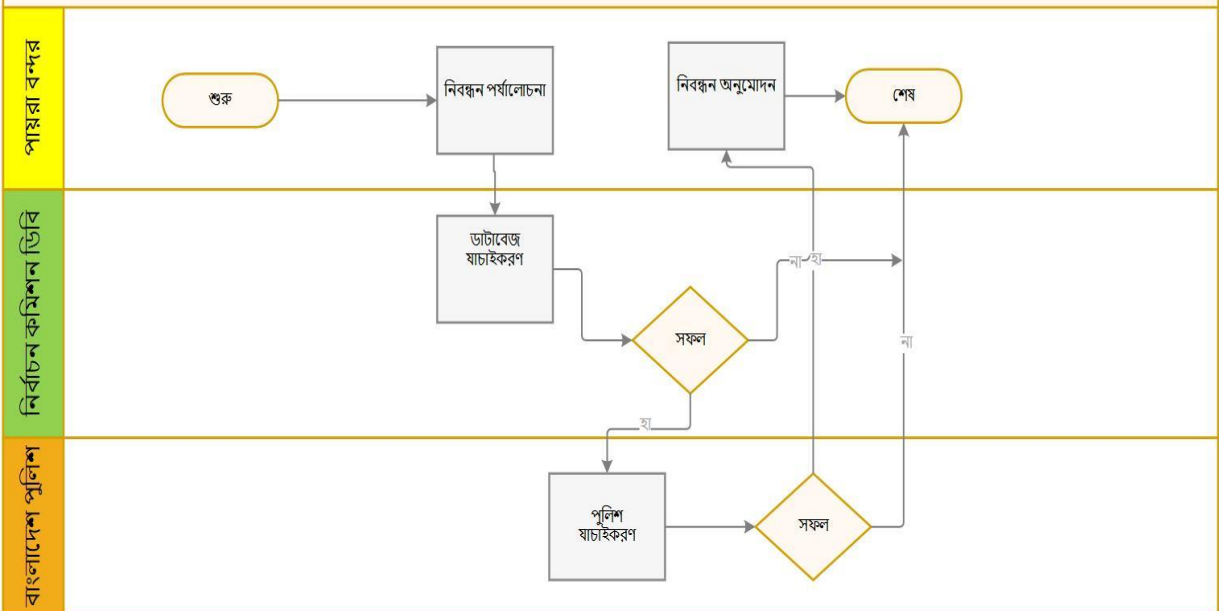 পায়রা বন্দর
শুরু
নিবন্ধন পর্যালোচনা
নিবন্ধন অনুমোদন
শেষ
নির্বাচন কমিশন ডিবি
ডাটাবেজ
যাচাইকরণ
সফল
না
হ্যা
না
হ্যা
বাংলাদেশ পুলিশ
পুলিশ
যাচাইকরণ
সফল